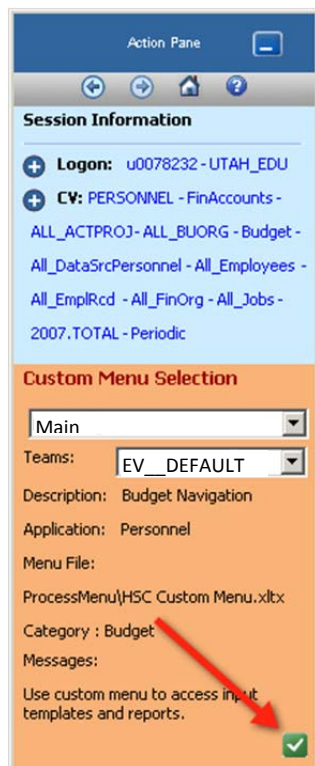 Action Pane
Session Information
Logon: u0078232 - UTAH_EDU
CV: PERSONNEL - FinAccounts -
ALL_ACTPROJ- ALL_BUORG - Budget -
All_DataSrcPersonnel - All_Employees -
All_EmplRcd - All_FinOrg - All_Jobs -
2007.TOTAL - Periodic
Custom Menu Selection
Main
Teams: EV__DEFAULT
Description: Budget Navigation
Application: Personnel
Menu File:
ProcessMenu\HSC Custom Menu.xltx
Category : Budget
Messages:
Use custom menu to access input
templates and reports.